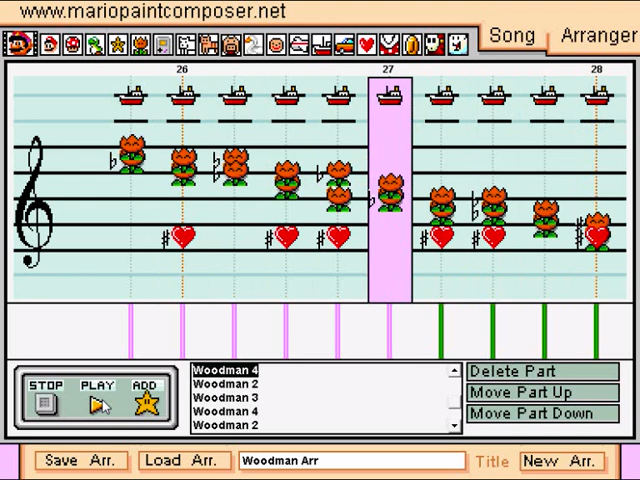 www.mariopaintcomposer.net
Song
Arranger
26
27
28
STOP
PLAY
ADD
Woodman 4
Woodman 2
Woodman 3
Woodman 4
Woodman 2
Delete Part
Move Part Up
Move Part Down
Save Arr.
Load Arr.
Woodman Arr
Title
New Arr.